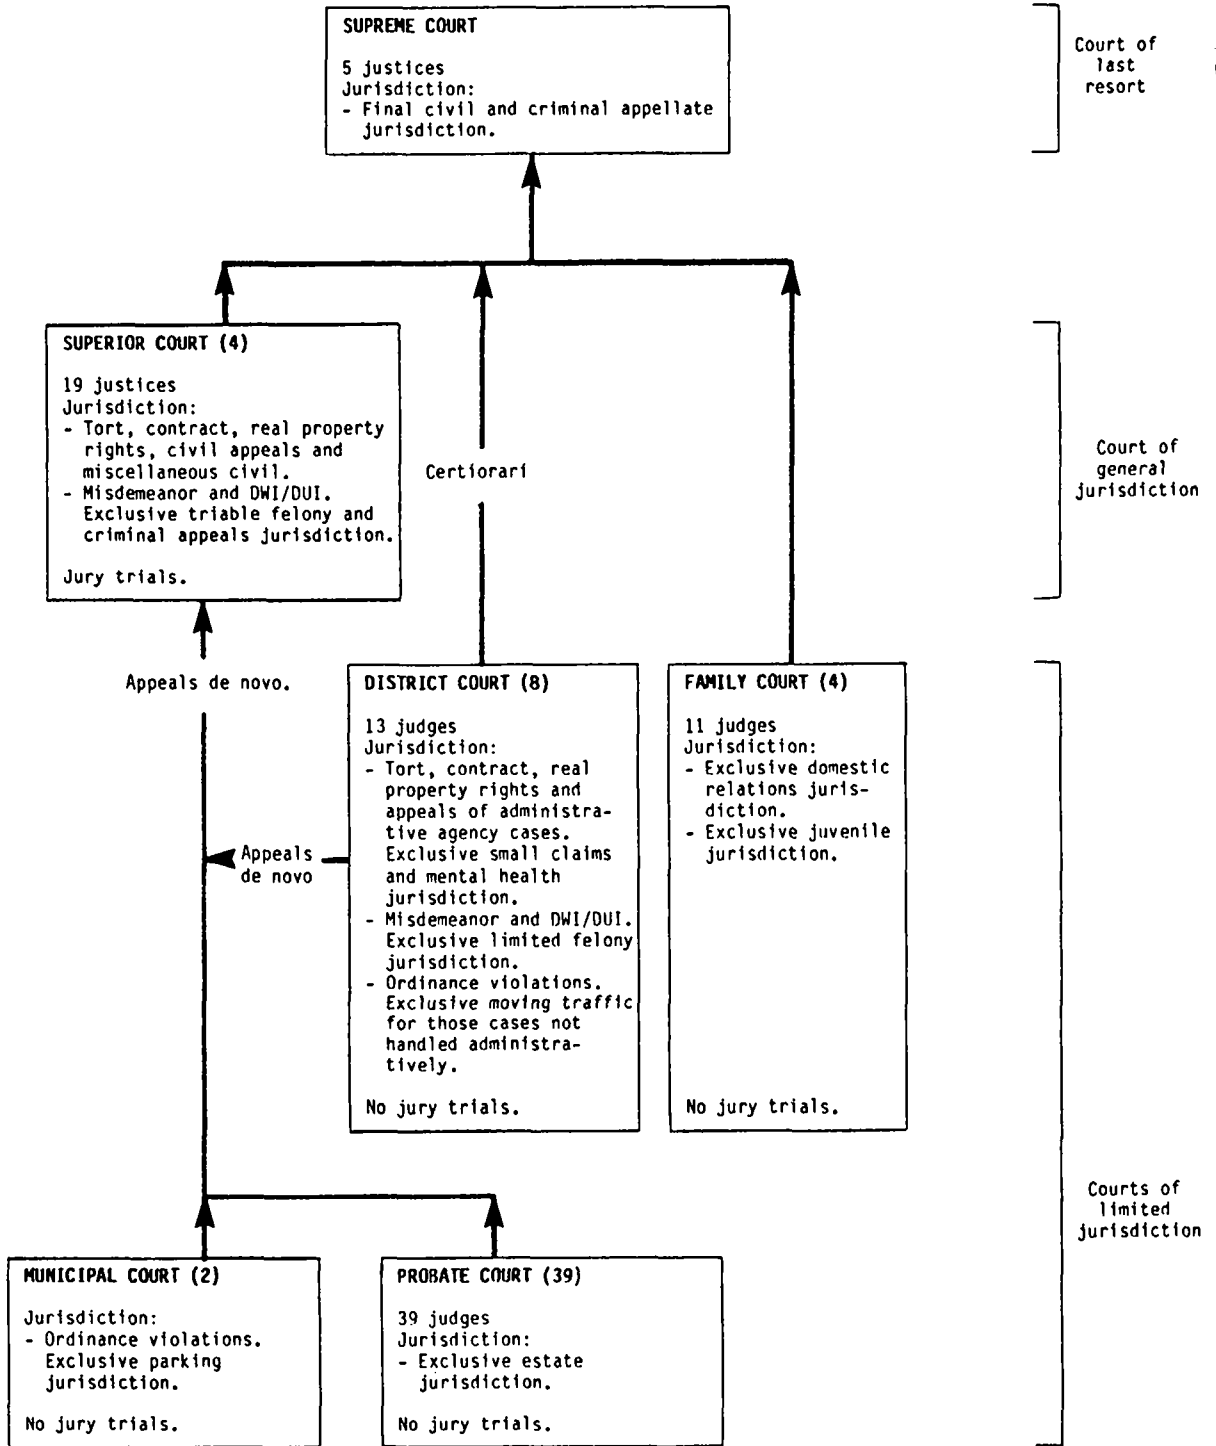 SUPREME COURT
5 justices
Jurisdiction:
- Final civil and criminal appellate
jurisdiction.
Court of
last
resort
SUPERIOR COURT (4)
19 justices
Jurisdiction:
- Tort, contract, real property
rights, civil appeals and
miscellaneous civil.
- Misdemeanor and DWI/DUI.
Exclusive triable felony and
criminal appeals jurisdiction.
Jury trials.
Certiorari
Court of
general
jurisdiction
Appeals de novo.
DISTRICT COURT (8)
13 judges
Jurisdiction:
- Tort, contract, real
property rights and
appeals of administra-
tive agency cases.
Exclusive small claims
and mental health
jurisdiction.
- Misdemeanor and DWI/DUI.
Exclusive limited felony
jurisdiction.
- Ordinance violations.
Exclusive moving traffic
for those cases not
handled administra-
tively.
No jury trials.
Appeals
de novo
FAMILY COURT (4)
11 judges
Jurisdiction:
- Exclusive domestic
relations juris-
diction.
- Exclusive juvenile
jurisdiction.
No jury trials.
Courts of
limited
jurisdiction
MUNICIPAL COURT (2)
Jurisdiction:
- Ordinance violations.
Exclusive parking
jurisdiction.
No jury trials.
PROBATE COURT (39)
39 judges
Jurisdiction:
- Exclusive estate
jurisdiction.
No jury trials.